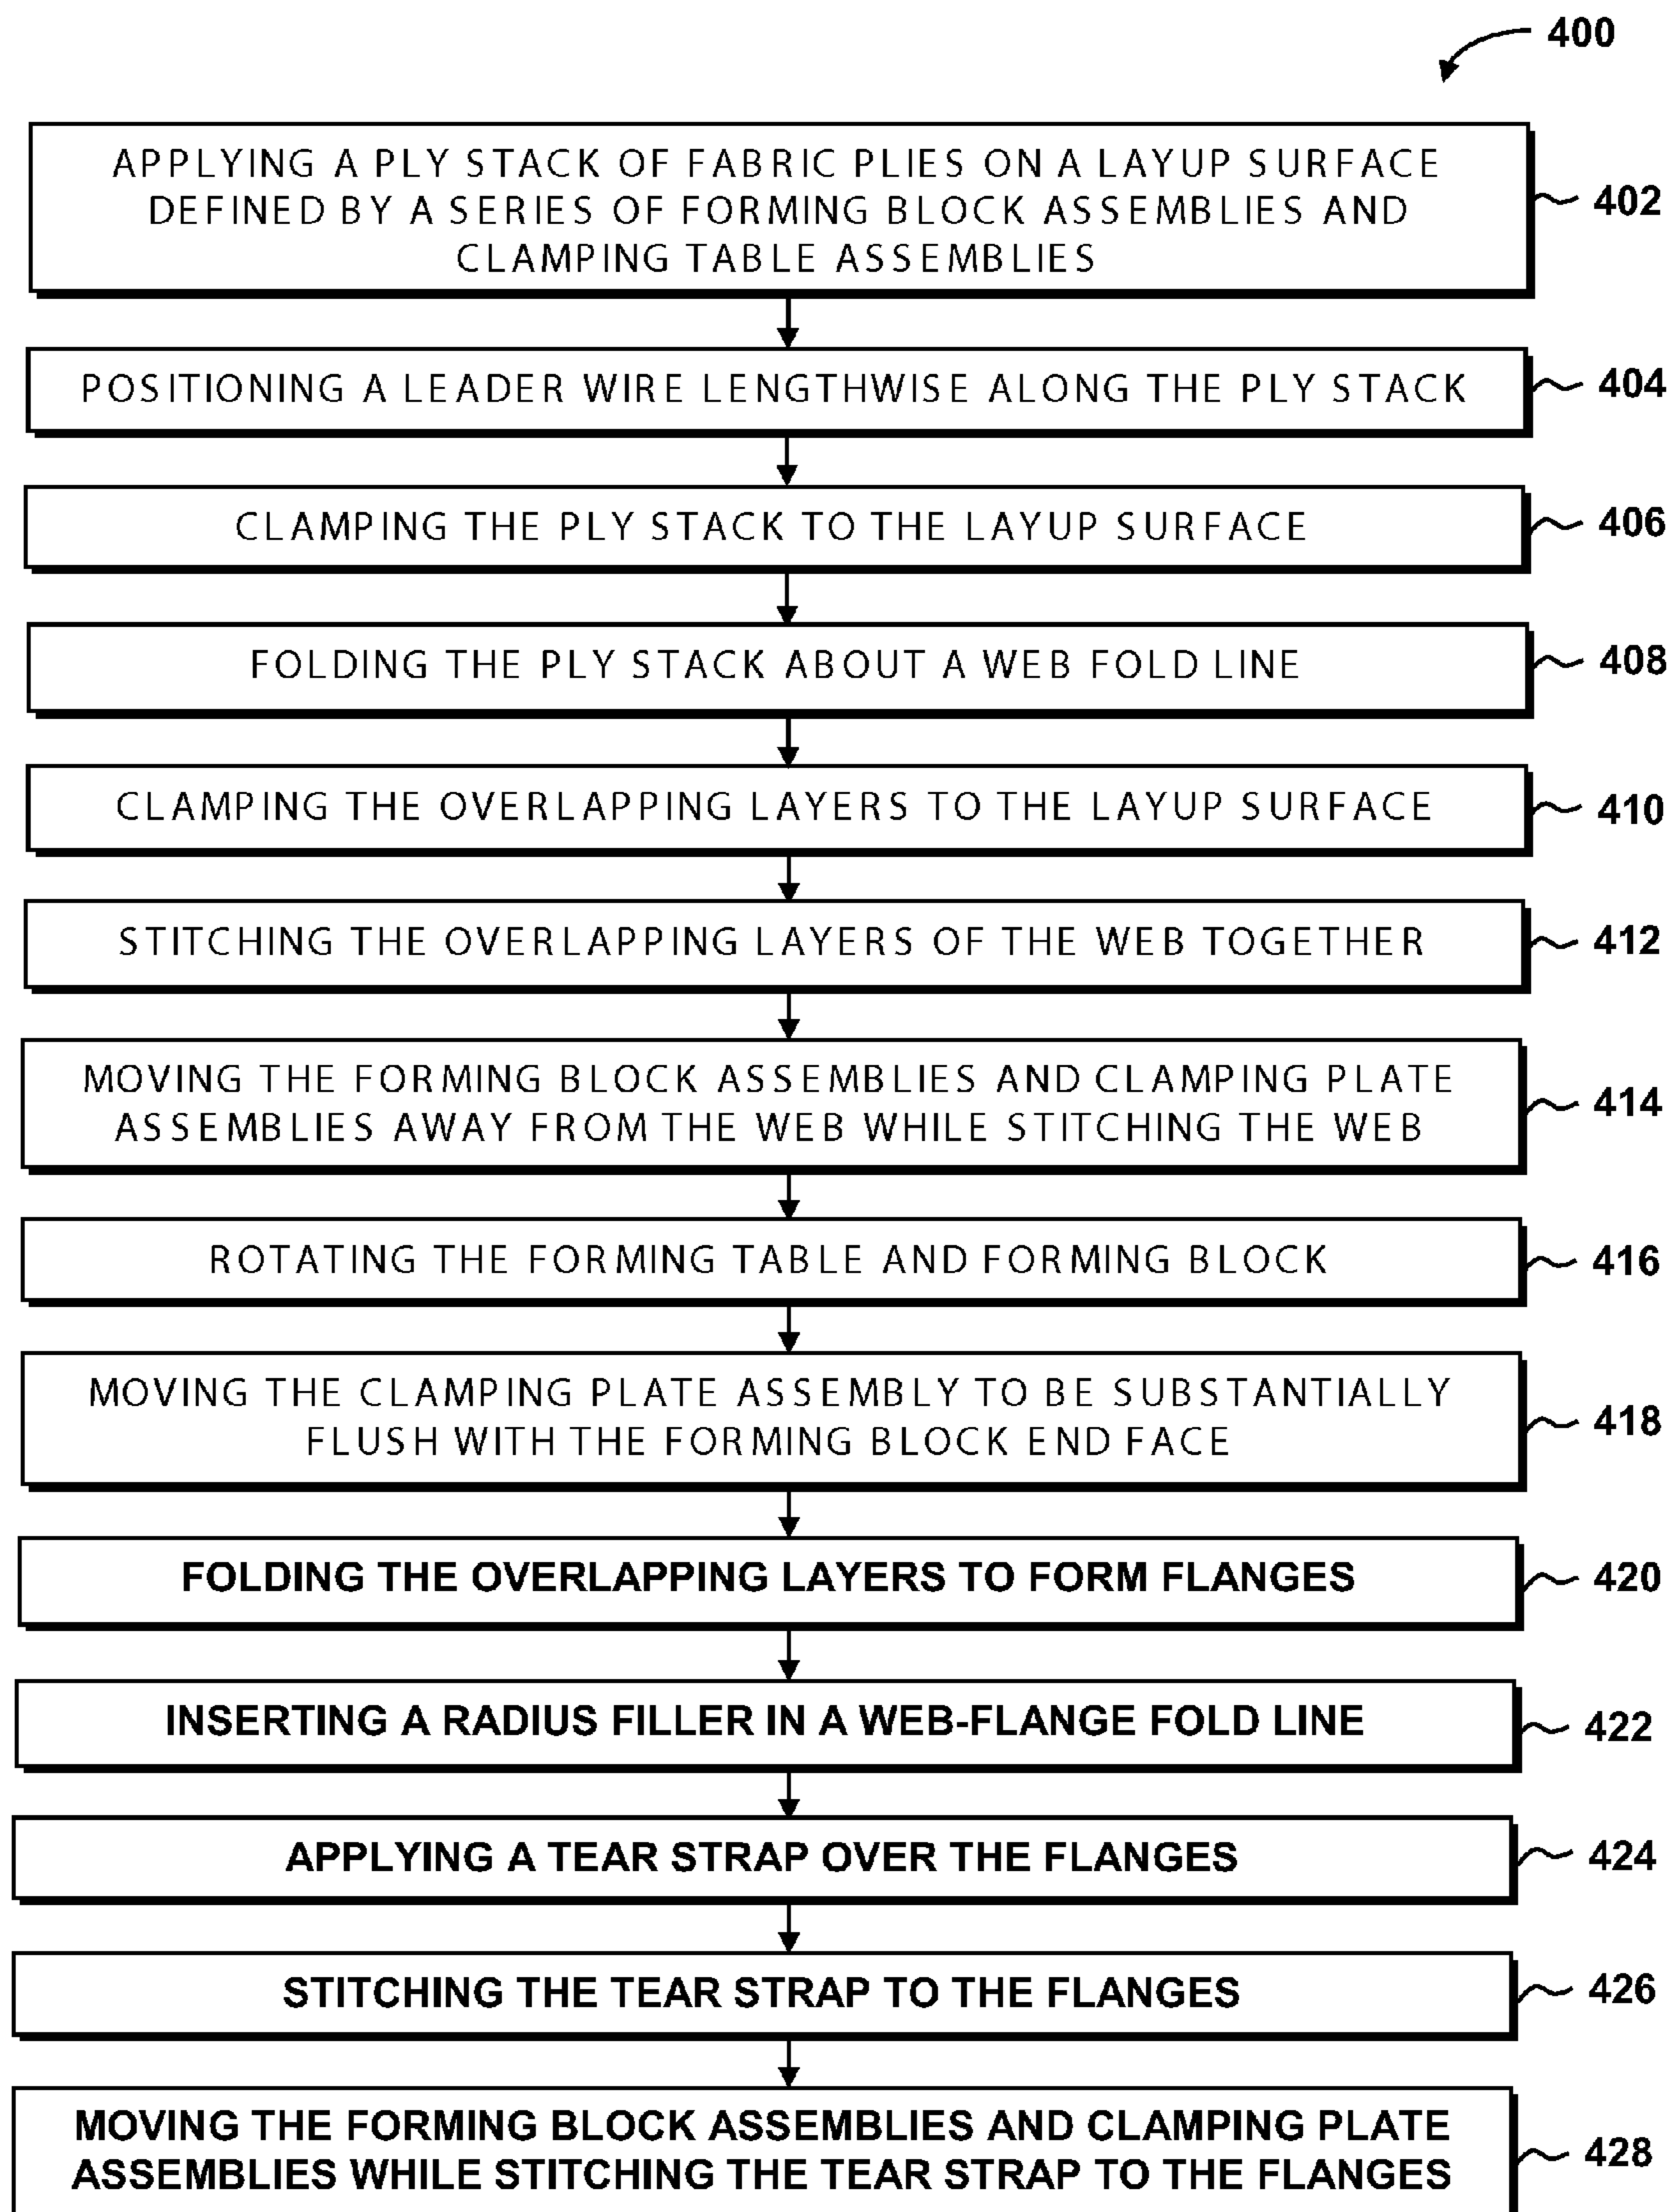 400
APPLYING A PLY STACK OF FABRIC PLIES ON A LAYUP SURFACE
DEFINED BY A SERIES OF FORMING BLOCK ASSEMBLIES AND
CLAMPING TABLE ASSEMBLIES
402
POSITIONING A LEADER WIRE LENGTHWISE ALONG THE PLY STACK
404
CLAMPING THE PLY STACK TO THE LAYUP SURFACE
406
FOLDING THE PLY STACK ABOUT A WEB FOLD LINE
408
CLAMPING THE OVERLAPPING LAYERS TO THE LAYUP SURFACE
410
STITCHING THE OVERLAPPING LAYERS OF THE WEB TOGETHER
412
MOVING THE FORMING BLOCK ASSEMBLIES AND CLAMPING PLATE
ASSEMBLIES AWAY FROM THE WEB WHILE STITCHING THE WEB
414
ROTATING THE FORMING TABLE AND FORMING BLOCK
416
MOVING THE CLAMPING PLATE ASSEMBLY TO BE SUBSTANTIALLY
FLUSH WITH THE FORMING BLOCK END FACE
418
FOLDING THE OVERLAPPING LAYERS TO FORM FLANGES
420
INSERTING A RADIUS FILLER IN A WEB-FLANGE FOLD LINE
422
APPLYING A TEAR STRAP OVER THE FLANGES
424
STITCHING THE TEAR STRAP TO THE FLANGES
426
MOVING THE FORMING BLOCK ASSEMBLIES AND CLAMPING PLATE
ASSEMBLIES WHILE STITCHING THE TEAR STRAP TO THE FLANGES
428